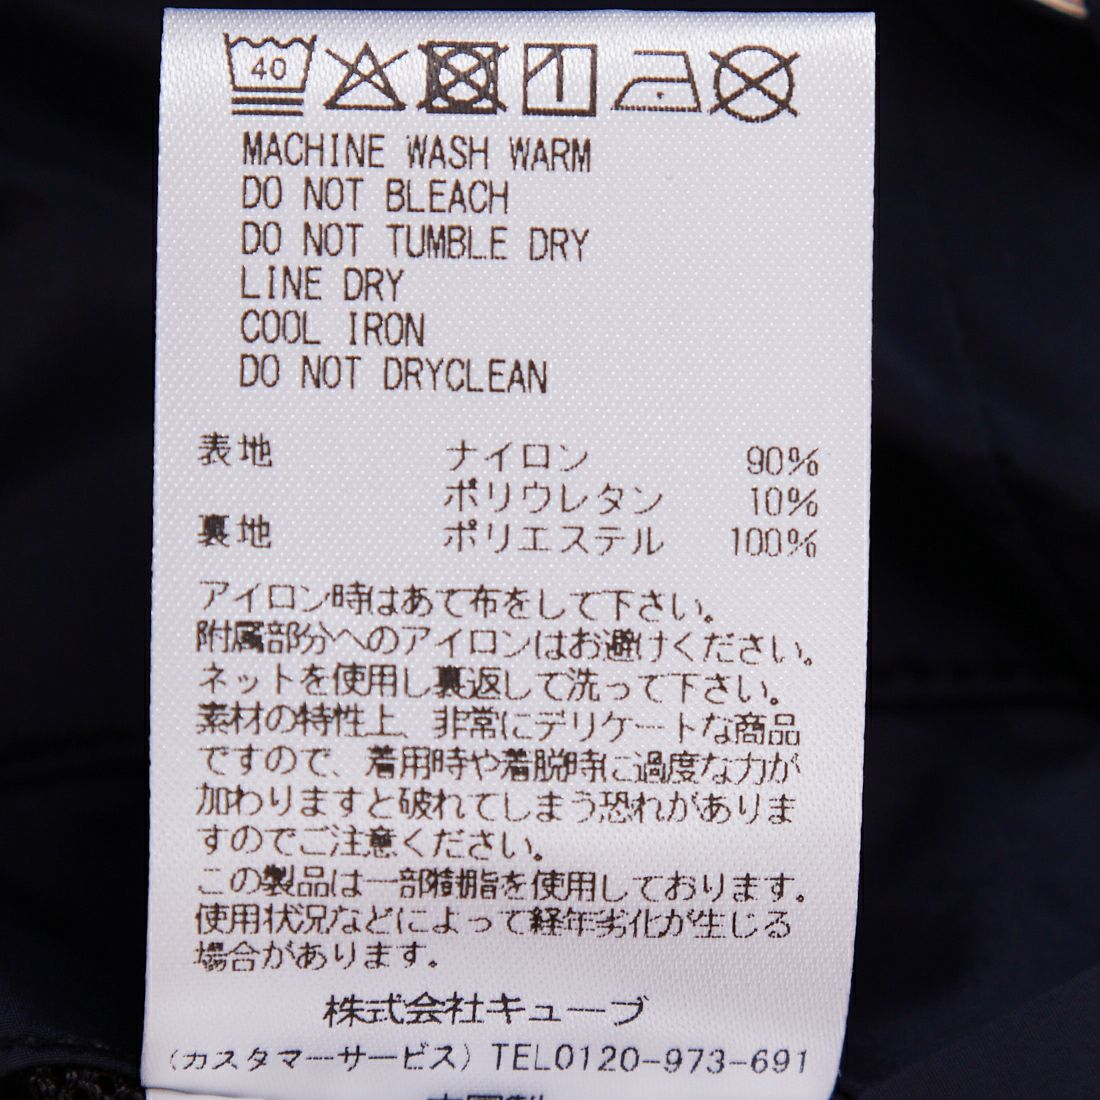 40
MACHINE WASH WARM
DO NOT BLEACH
DO NOT TUMBLE DRY
LINE DRY
COOL IRON
DO NOT DRYCLEAN
表地 ナイロン 90%
ポリウレタン 10%
裏地 ポリエステル 100%
アイロン時はあて布をして下さい。
附属部分へのアイロンはお避けください。
ネットを使用し裏返して洗って下さい。
素材の特性上、非常にデリケートな商品
ですので、着用時や着脱時に過度な力が
加わりますと破れてしまう恐れがありま
すのでご注意ください。
この製品は一部樹脂を使用しております。
使用状況などによって経年劣化が生じる
場合があります。
株式会社キューブ
(カスタマーサービス) TEL0120-973-691